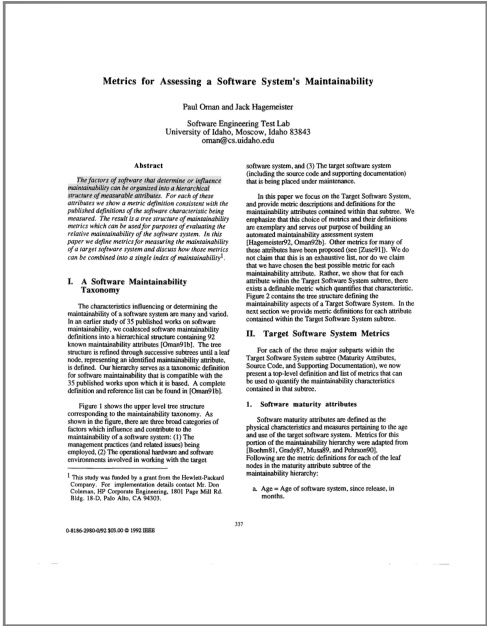 Metrics for Assessing a Software System's Maintainability
Paul Oman and Jack Hagemeister
Software Engineering Test Lab
University of Idaho, Moscow, Idaho 83843
oman@cs.uidaho.edu
Abstract
The factors of software that determine or influence
maintainability can be organized into a hierarchical
structure of measurable attributes. For each of these
attributes we show a metric definition consistent with the
published definitions of the software characteristic being
measured. The result is a tree structure of maintainability
metrics which can be used for purposes of evaluating the
relative maintainability of the software system. In this
paper we define metrics for measuring the maintainability
of a target software system and discuss how those metrics
can be combined into a single index of maintainability1.
I. A Software Maintainability
Taxonomy
The characteristics influencing or determining the
maintainability of a software system are many and varied.
In an earlier study of 35 published works on software
maintainability, we coalesced software maintainability
definitions into a hierarchical structure containing 92
known maintainability attributes [Oman91b]. The tree
structure is refined through successive subtrees until a leaf
node, representing an identified maintainability attribute,
is defined. Our hierarchy serves as a taxonomic definition
for software maintainability that is compatible with the
35 published works upon which it is based. A complete
definition and reference list can be found in [Oman91b].
Figure 1 shows the upper level tree structure
corresponding to the maintainability taxonomy. As
shown in the figure, there are three broad categories of
factors which influence and contribute to the
maintainability of a software system: (1) The
management practices (and related issues) being
employed, (2) The operational hardware and software
environments involved in working with the target
1 This study was funded by a grant from the Hewlett-Packard
Company. For implementation details contact Mr. Don
Coleman, HP Corporate Engineering, 1801 Page Mill Rd.
Bldg. 18-D, Palo Alto, CA 94303.
software system, and (3) The target software system
(including the source code and supporting documentation)
that is being placed under maintenance.
In this paper we focus on the Target Software System,
and provide metric descriptions and definitions for the
maintainability attributes contained within that subtree. We
emphasize that this choice of metrics and their definitions
are exemplary and serves our purpose of building an
automated maintainability assessment system
[Hagemeister92, Oman92b]. Other metrics for many of
these attributes have been proposed (see [Zuse91]). We do
not claim that this is an exhaustive list, nor do we claim
that we have chosen the best possible metric for each
maintainability attribute. Rather, we show that for each
attribute within the Target Software System subtree, there
exists a definable metric which quantifies that characteristic.
Figure 2 contains the tree structure defining the
maintainability aspects of a Target Software System. In the
next section we provide metric definitions for each attribute
contained within the Target Software System subtree.
II. Target Software System Metrics
For each of the three major subparts within the
Target Software System subtree (Maturity Attributes,
Source Code, and Supporting Documentation), we now
present a top-level definition and list of metrics that can
be used to quantify the maintainability characteristics
contained in that subtree.
1. Software maturity attributes
Software maturity attributes are defined as the
physical characteristics and measures pertaining to the age
and use of the target software system. Metrics for this
portion of the maintainability hierarchy were adapted from
[Boehm81, Grady87, Musa89, and Pehrson90].
Following are the metric definitions for each of the leaf
nodes in the maturity attribute subtree of the
maintainability hierarchy:
a. Age = Age of software system, since release, in
months.
337
0-8186-2980-0/92 $03.00 © 1992 IEEE